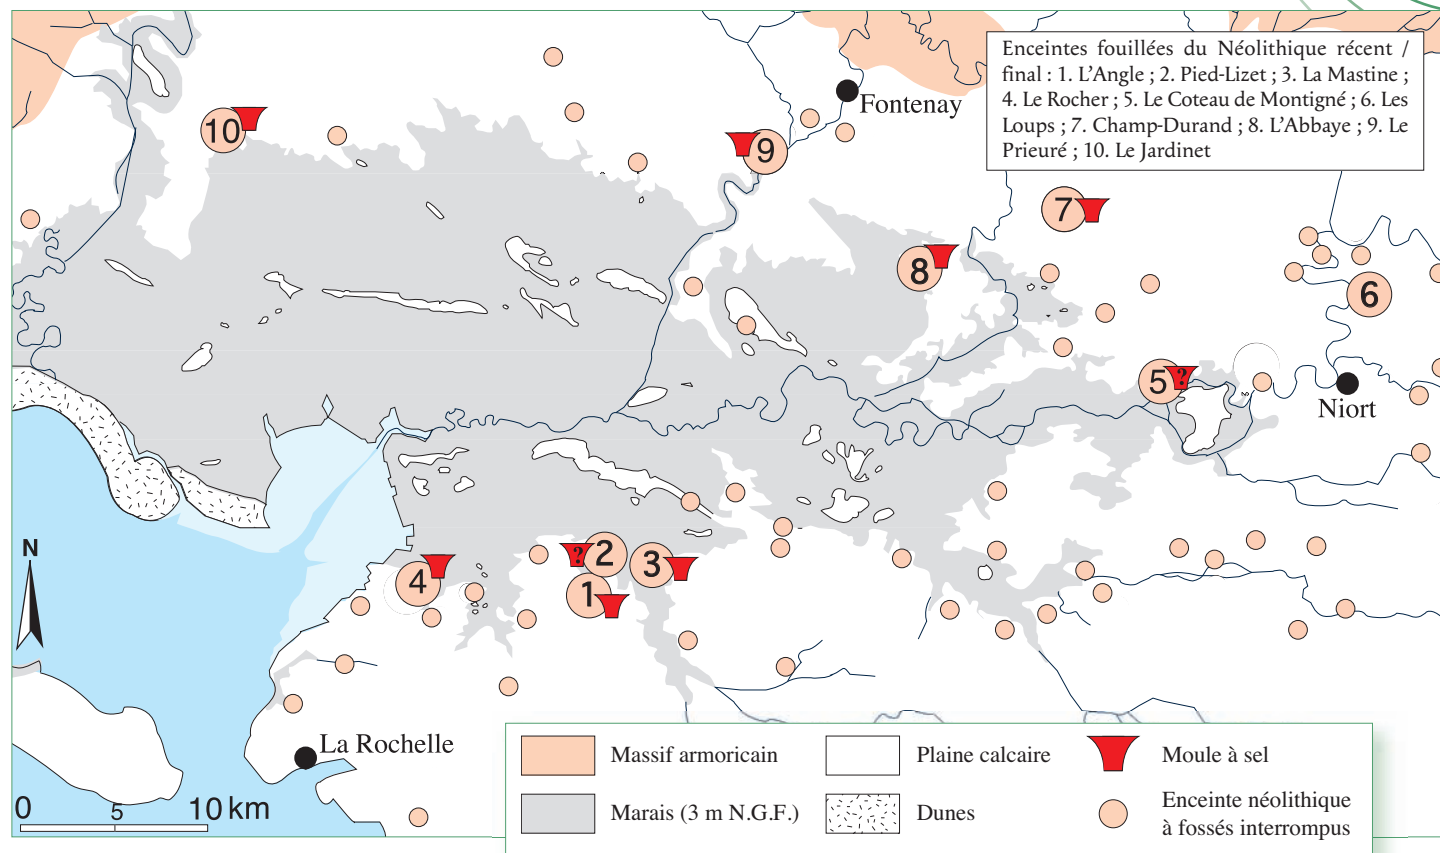 Enceintes fouillées du Néolithique récent /
final : 1. L'Angle ; 2. Pied-Lizet ; 3. La Mastine ;
4. Le Rocher ; 5. Le Coteau de Montigné ; 6. Les
Loups ; 7. Champ-Durand ; 8. L'Abbaye ; 9. Le
Prieuré ; 10. Le Jardinet
Fontenay
10
9
7
8
6
5 ?
Niort
? 2
3
4
1
N
La Rochelle
0 5 10 km
Massif armoricain
Plaine calcaire
Moule à sel
Marais (3 m N.G.F.)
Dunes
Enceinte néolithique
à fossés interrompus